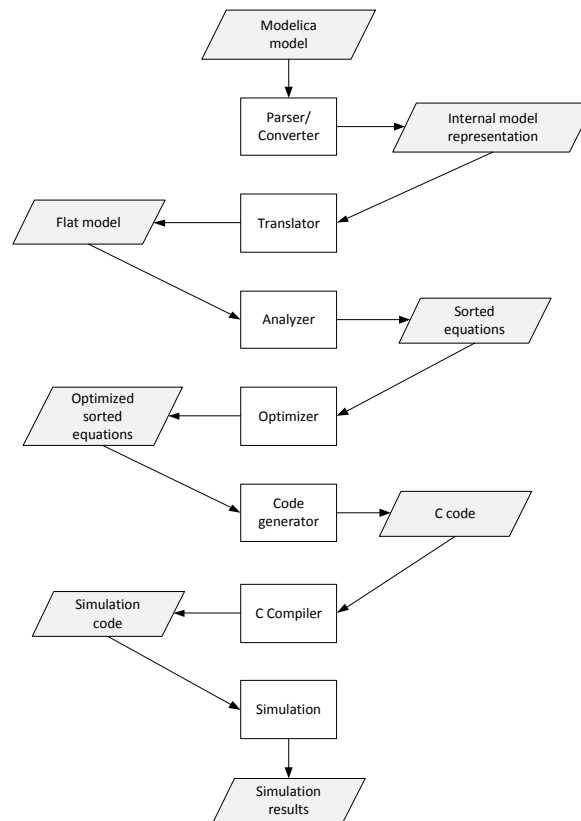 Modelica
model
Parser/
Converter
Internal model
representation
Translator
Flat model
Analyzer
Sorted
equations
Optimizer
Optimized
sorted
equations
Code
generator
C code
C Compiler
Simulation
code
Simulation
Simulation
results